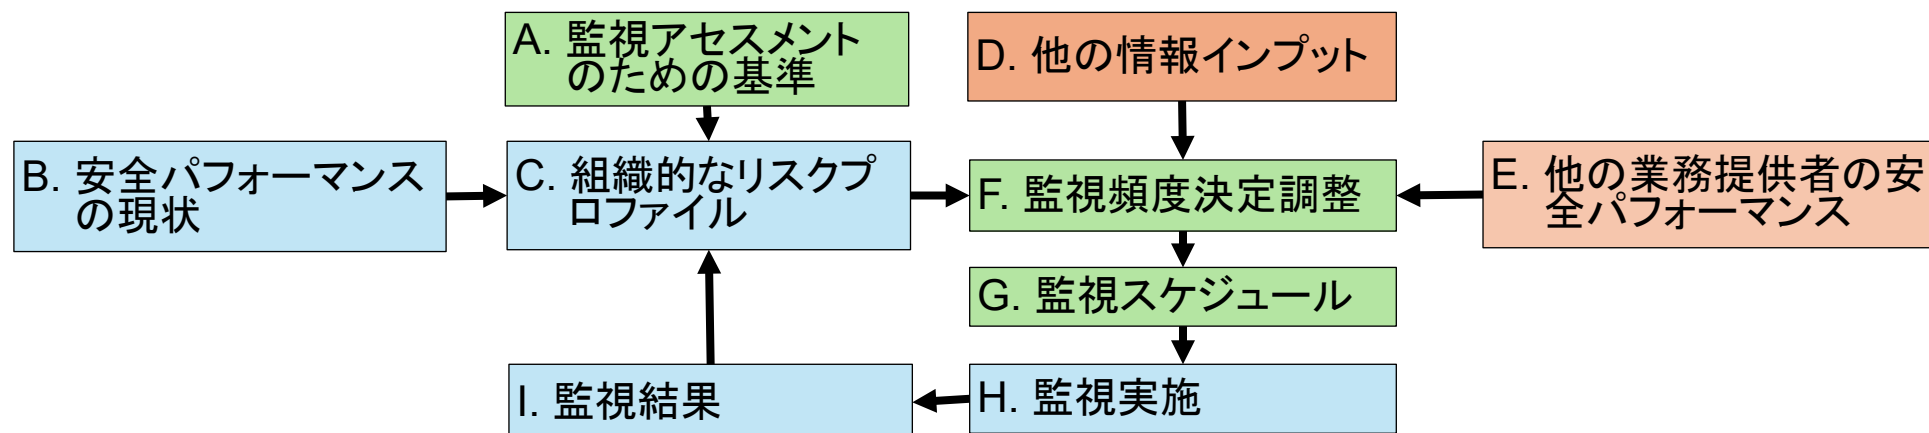 A. 監視アセスメント
のための基準
D. 他の情報インプット
B. 安全パフォーマンス
の現状
C. 組織的なリスクプ
ロファイル
E. 他の業務提供者の安
全パフォーマンス
F. 監視頻度決定調整
G. 監視スケジュール
I. 監視結果
H. 監視実施